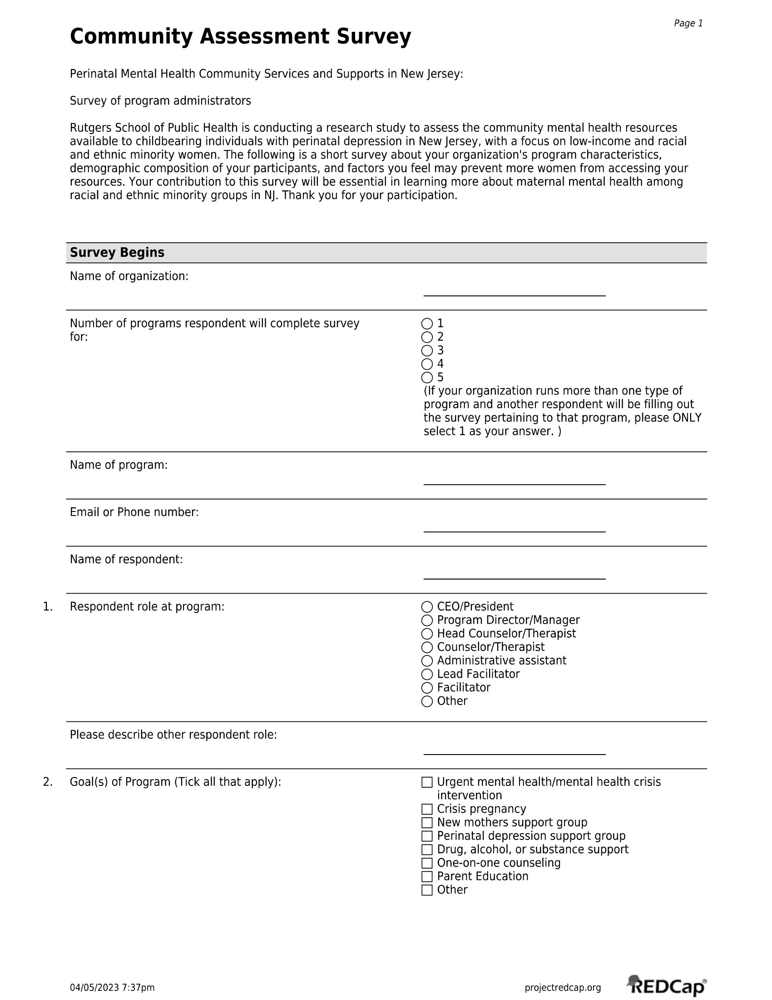 Page 1
Community Assessment Survey
Perinatal Mental Health Community Services and Supports in New Jersey:
Survey of program administrators
Rutgers School of Public Health is conducting a research study to assess the community mental health resources
available to childbearing individuals with perinatal depression in New Jersey, with a focus on low-income and racial
and ethnic minority women. The following is a short survey about your organization's program characteristics,
demographic composition of your participants, and factors you feel may prevent more women from accessing your
resources. Your contribution to this survey will be essential in learning more about maternal mental health among
racial and ethnic minority groups in NJ. Thank you for your participation.
Survey Begins
Name of organization:
Number of programs respondent will complete survey
for:
1
2
3
4
5
(If your organization runs more than one type of
program and another respondent will be filling out
the survey pertaining to that program, please ONLY
select 1 as your answer. )
Name of program:
Email or Phone number:
Name of respondent:
1. Respondent role at program:
CEO/President
Program Director/Manager
Head Counselor/Therapist
Counselor/Therapist
Administrative assistant
Lead Facilitator
Facilitator
Other
Please describe other respondent role:
2. Goal(s) of Program (Tick all that apply):
Urgent mental health/mental health crisis
intervention
Crisis pregnancy
New mothers support group
Perinatal depression support group
Drug, alcohol, or substance support
One-on-one counseling
Parent Education
Other
04/05/2023 7:37pm
projectredcap.org
REDCap®